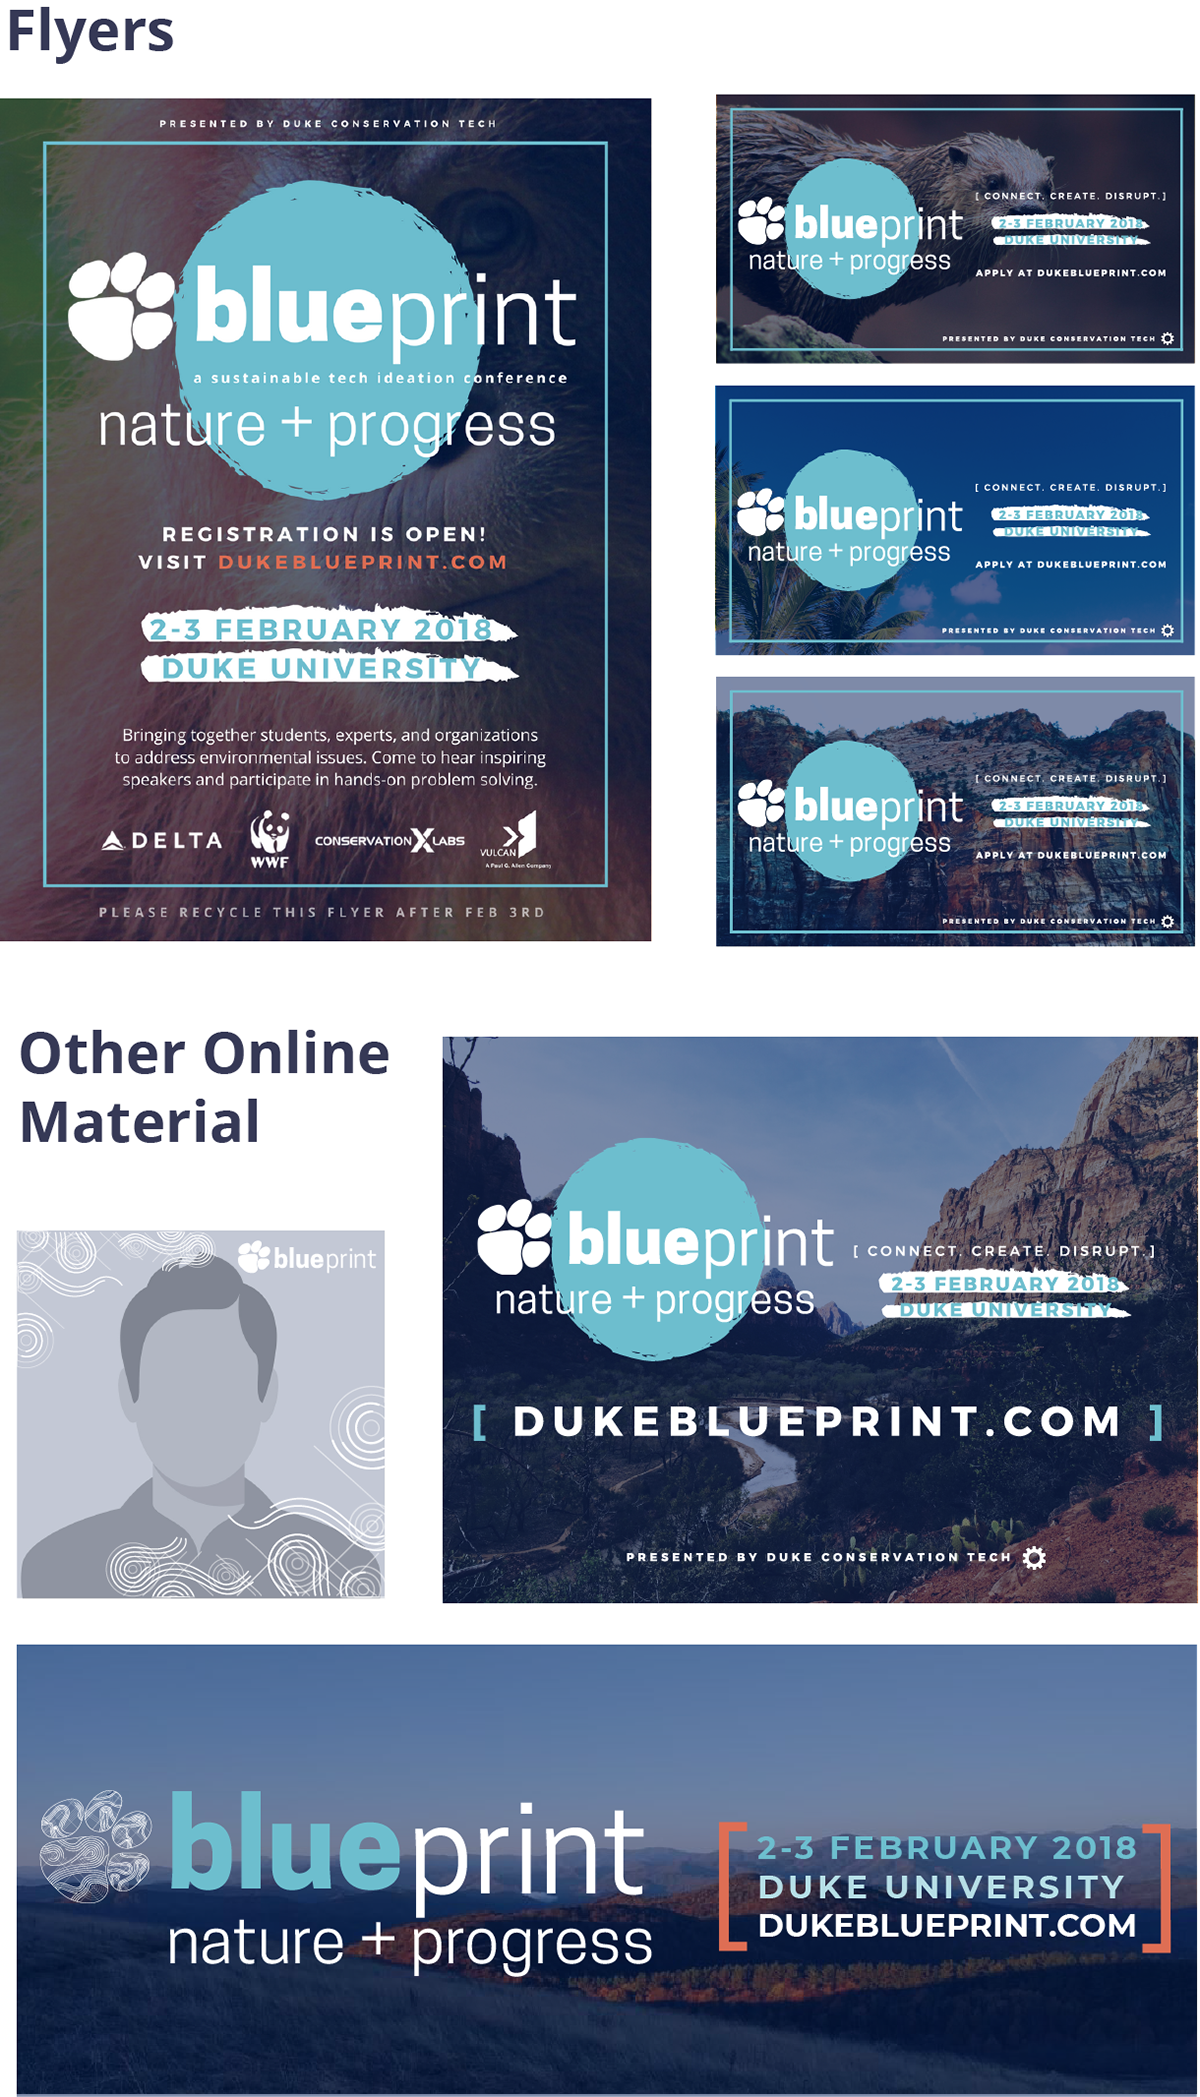 Flyers
PRESENTED BY DUKE CONSERVATION TECH
blueprint
a sustainable tech ideation conference
nature + progress
REGISTRATION IS OPEN!
VISIT DUKEBLUEPRINT.COM
2-3 FEBRUARY 2018
DUKE UNIVERSITY
Bringing together students, experts, and organizations
to address environmental issues. Come to hear inspiring
speakers and participate in hands-on problem solving.
DELTA
WWF
CONSERVATION X LABS
VULCAN
A Paul G. Allen Company
PLEASE RECYCLE THIS FLYER AFTER FEB 3RD
blueprint
nature + progress
[ CONNECT. CREATE. DISRUPT.]
2-3 FEBRUARY 2018
DUKE UNIVERSITY
APPLY AT DUKEBLUEPRINT.COM
PRESENTED BY DUKE CONSERVATION TECH
blueprint
nature + progress
[ CONNECT. CREATE. DISRUPT.]
2-3 FEBRUARY 2018
DUKE UNIVERSITY
APPLY AT DUKEBLUEPRINT.COM
PRESENTED BY DUKE CONSERVATION TECH
blueprint
nature + progress
[ CONNECT. CREATE. DISRUPT.]
2-3 FEBRUARY 2018
DUKE UNIVERSITY
APPLY AT DUKEBLUEPRINT.COM
PRESENTED BY DUKE CONSERVATION TECH
Other Online
Material
blueprint
blueprint
nature + progress
[ CONNECT. CREATE. DISRUPT.]
2-3 FEBRUARY 2018
DUKE UNIVERSITY
[ DUKEBLUEPRINT.COM ]
PRESENTED BY DUKE CONSERVATION TECH
blueprint
nature + progress
[ 2-3 FEBRUARY 2018
DUKE UNIVERSITY
DUKEBLUEPRINT.COM ]